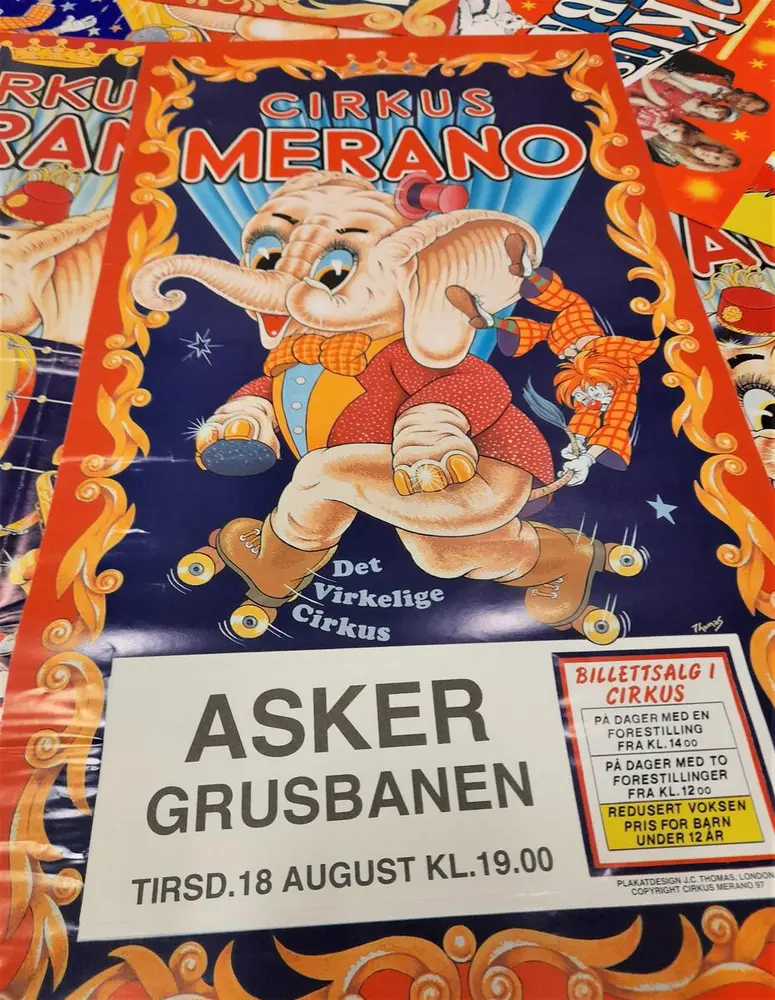 CIRKUS
MERANO
Det
Virkelige
Cirkus
Thomas
ASKER
GRUSBANEN
TIRSD.18 AUGUST KL.19.00
BILLETTSALG I
CIRKUS
PÅ DAGER MED EN
FORESTILLING
FRA KL.14 00
PÅ DAGER MED TO
FORESTILLINGER
FRA KL.12 00
REDUSERT VOKSEN
PRIS FOR BARN
UNDER 12 ÅR
PLAKATDESIGN J.C. THOMAS, LONDON
COPYRIGHT CIRKUS MERANO 97